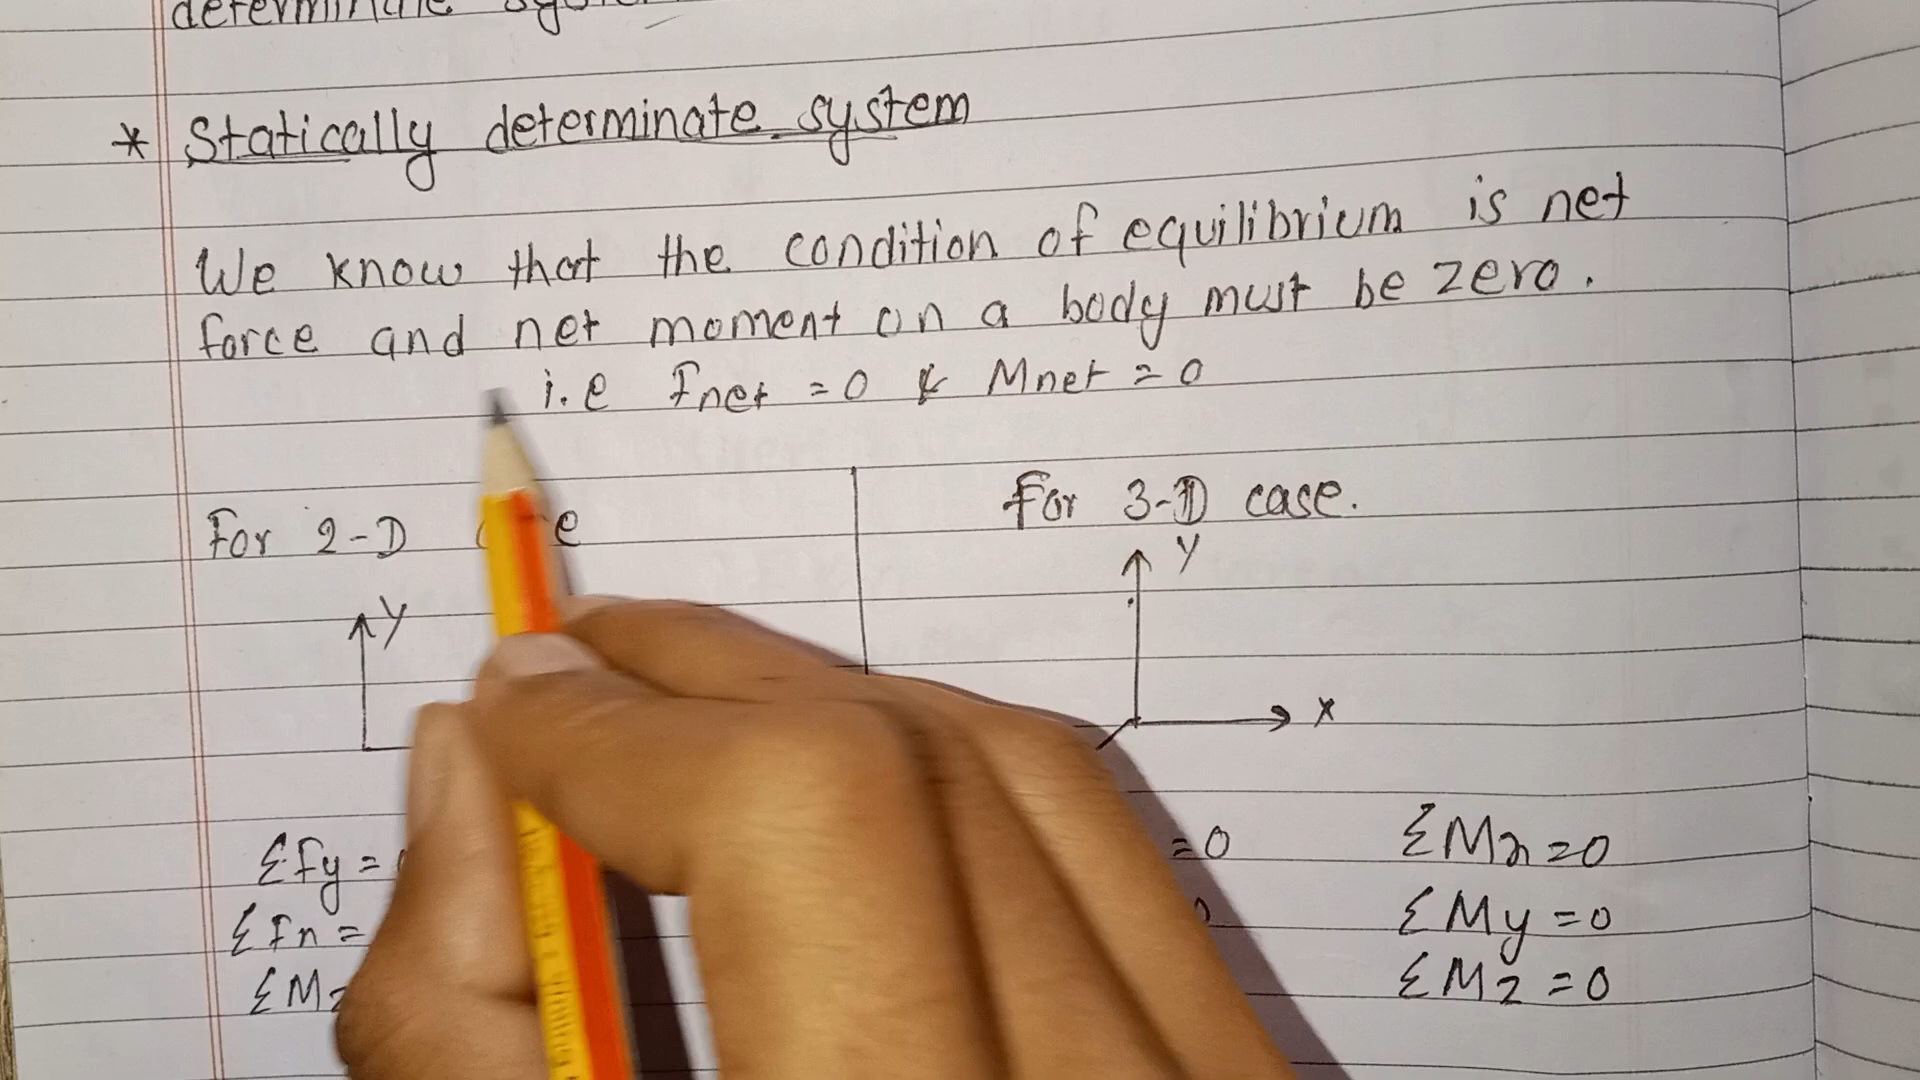 * Statically determinate system
We know that the condition of equilibrium is net
force and net moment on a body must be zero.
i.e Fnet = 0 & Mnet = 0
For 2-D
For 3-D case.
Y
Y
X
ΣFy =
= 0
ΣMx = 0
ΣFx =
ΣMy = 0
ΣMz
ΣMz = 0